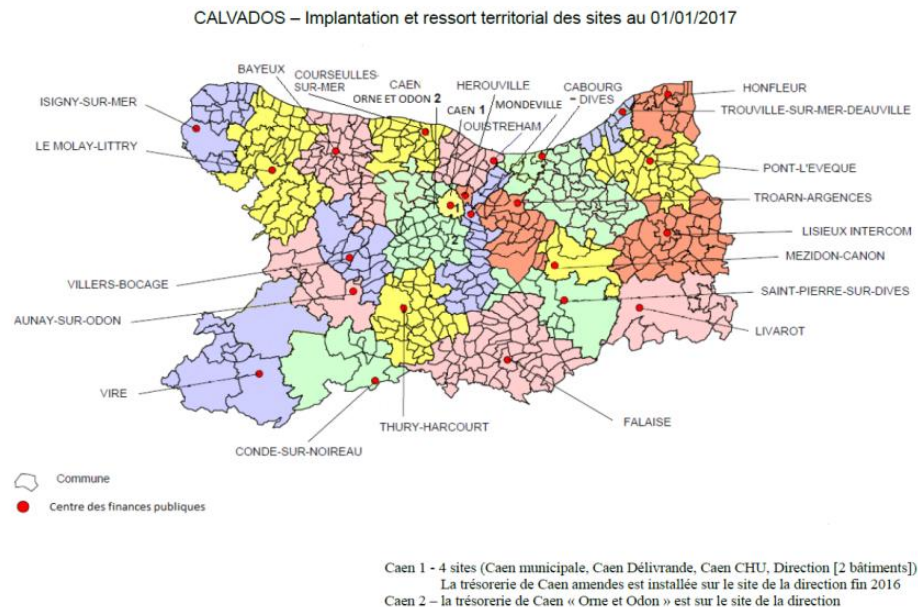 CALVADOS – Implantation et ressort territorial des sites au 01/01/2017
BAYEUX
COURSEULLES-
SUR-MER
CAEN
ORNE ET ODON 2
HEROUVILLE
CAEN 1
MONDEVILLE
OUISTREHAM
CABOURG
– DIVES
HONFLEUR
TROUVILLE-SUR-MER-DEAUVILLE
ISIGNY-SUR-MER
LE MOLAY-LITTRY
PONT-L'EVEQUE
TROARN-ARGENCES
1
2
LISIEUX INTERCOM
MEZIDON-CANON
VILLERS-BOCAGE
SAINT-PIERRE-SUR-DIVES
AUNAY-SUR-ODON
LIVAROT
VIRE
FALAISE
THURY-HARCOURT
CONDE-SUR-NOIREAU
Commune
Centre des finances publiques
Caen 1 - 4 sites (Caen municipale, Caen Délivrande, Caen CHU, Direction [2 bâtiments])
La trésorerie de Caen amendes est installée sur le site de la direction fin 2016
Caen 2 – la trésorerie de Caen « Orne et Odon » est sur le site de la direction